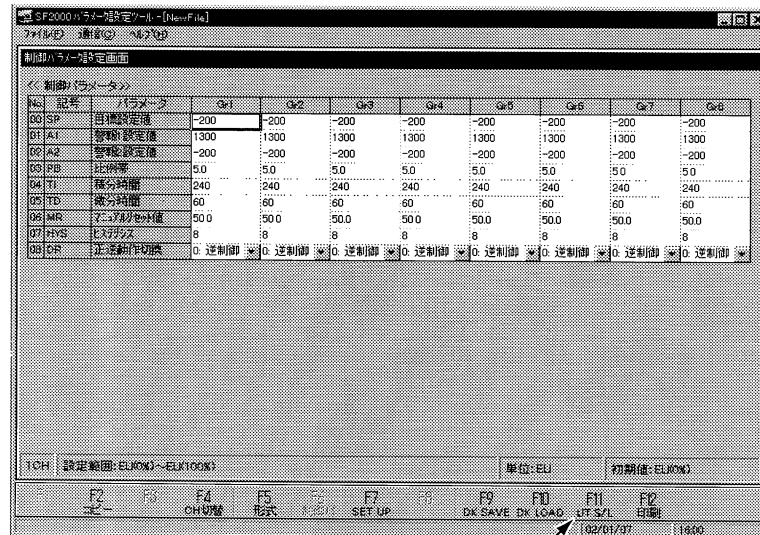 SF2000パラメータ設定ツール - [NewFile]
ファイル(F) 通信(C) ヘルプ(H)
制御パラメータ設定画面
<< 制御パラメータ>>
No. 記号 パラメータ Gr1 Gr2 Gr3 Gr4 Gr5 Gr6 Gr7 Gr8
00 SP 目標設定値 -200 -200 -200 -200 -200 -200 -200 -200
01 A1 警報1設定値 1300 1300 1300 1300 1300 1300 1300 1300
02 A2 警報2設定値 -200 -200 -200 -200 -200 -200 -200 -200
03 PB 比例帯 5.0 5.0 5.0 5.0 5.0 5.0 5.0 5.0
04 TI 積分時間 240 240 240 240 240 240 240 240
05 TD 微分時間 60 60 60 60 60 60 60 60
06 MR マニュアルリセット値 50.0 50.0 50.0 50.0 50.0 50.0 50.0 50.0
07 HYS ヒステリシス 8 8 8 8 8 8 8 8
08 DR 正逆動作切換 0: 逆制御 0: 逆制御 0: 逆制御 0: 逆制御 0: 逆制御 0: 逆制御 0: 逆制御 0: 逆制御
1CH 設定範囲: EU(0%)～EU(100%) 単位: EU 初期値: EU(0%)
F2 F3 F4 F5 F7 F8 F9 F10 F11 F12
コピー CH切替 形式 SET UP DK SAVE DK LOAD UT S/L 印刷
02/01/07 16:00